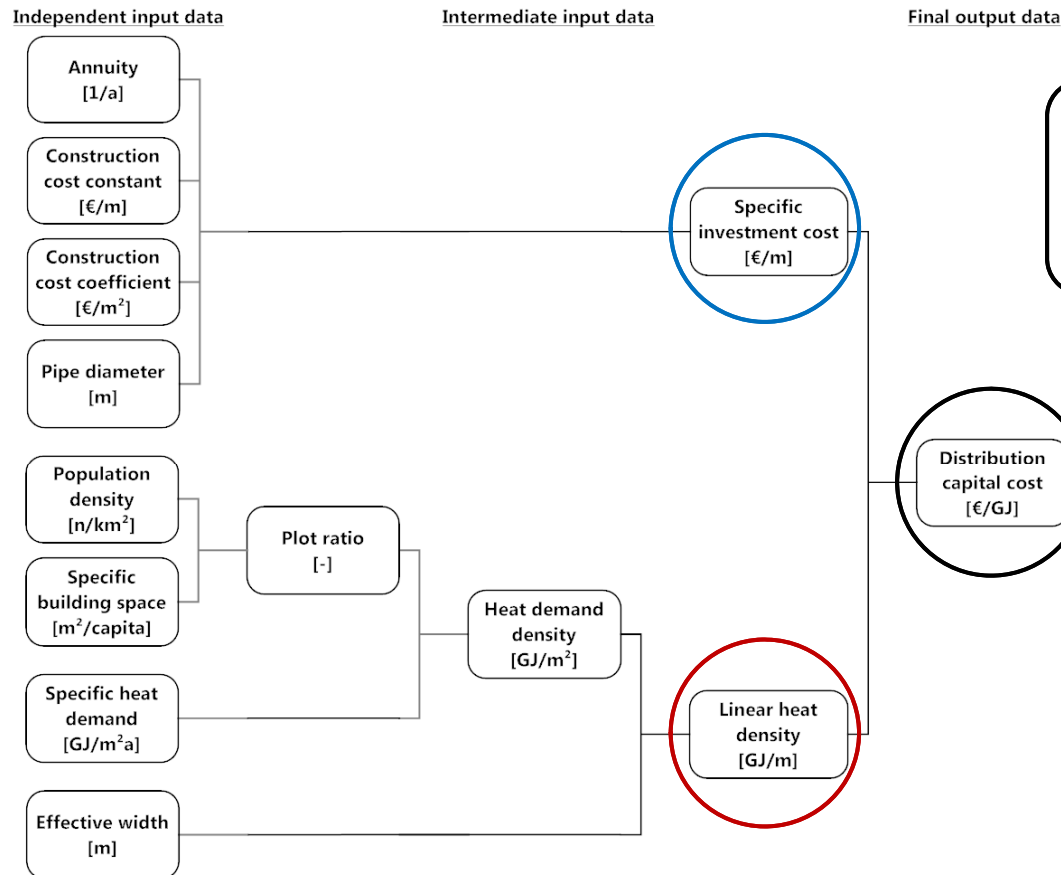 Independent input data
Intermediate input data
Final output data
Annuity
[1/a]
Construction
cost constant
[€/m]
Construction
cost coefficient
[€/m²]
Pipe diameter
[m]
Specific
investment cost
[€/m]
Population
density
[n/km²]
Specific
building space
[m²/capita]
Plot ratio
[-]
Specific heat
demand
[GJ/m²a]
Heat demand
density
[GJ/m²]
Effective width
[m]
Linear heat
density
[GJ/m]
Distribution
capital cost
[€/GJ]